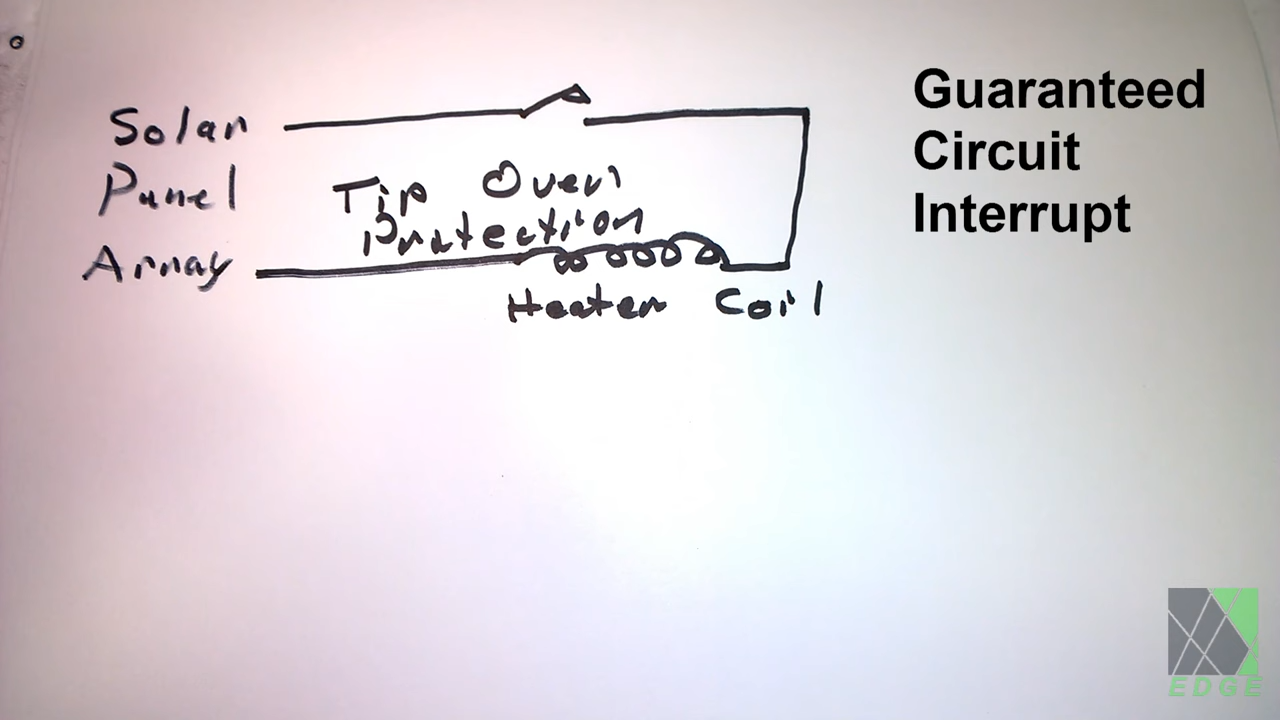 Solar
Panel
Array
Tip Over
Protection
Heater Coil
Guaranteed
Circuit
Interrupt
EDGE